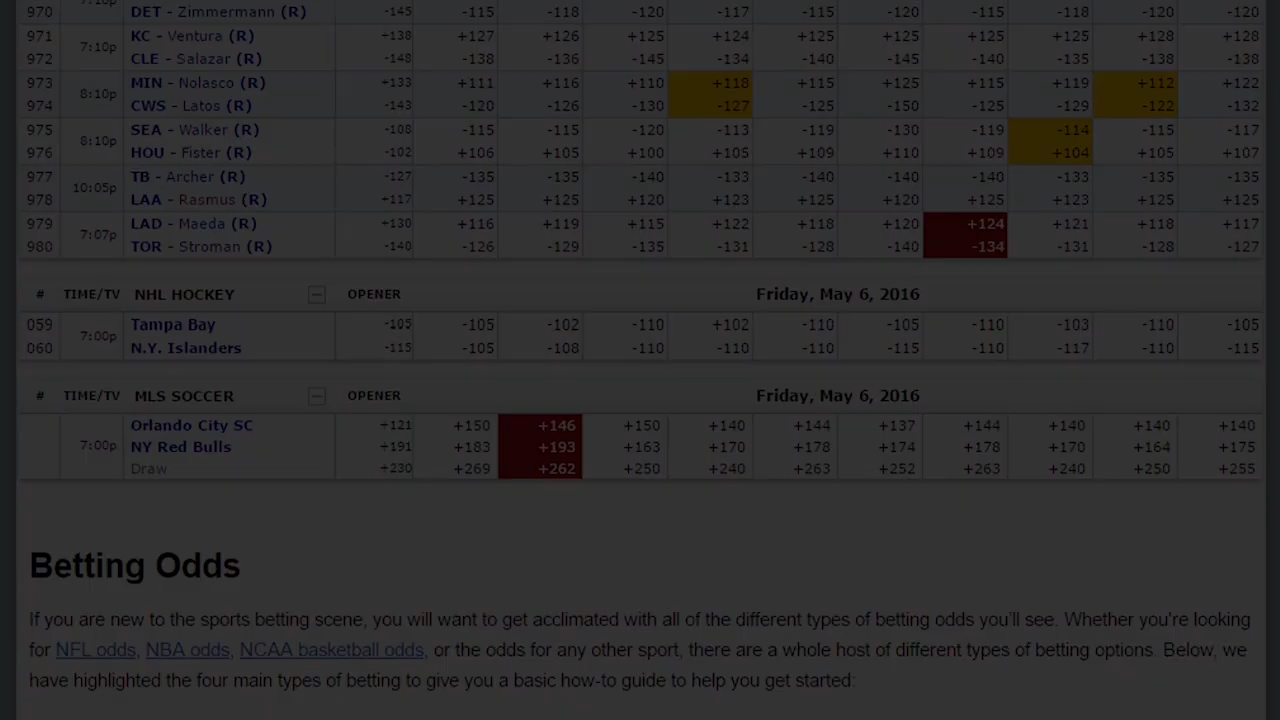 970 7:10p DET - Zimmermann (R) -145 -115 -118 -120 -117 -115 -120 -115 -118 -120 -120
971 KC - Ventura (R) +138 +127 +126 +125 +124 +125 +125 +125 +125 +128 +128
7:10p
972 CLE - Salazar (R) -148 -138 -136 -145 -134 -140 -145 -140 -135 -138 -138
973 MIN - Nolasco (R) +133 +111 +116 +110 +118 +115 +125 +115 +119 +112 +122
8:10p
974 CWS - Latos (R) -143 -120 -126 -130 -127 -125 -150 -125 -129 -122 -132
975 SEA - Walker (R) -108 -115 -115 -120 -113 -119 -130 -119 -114 -115 -117
8:10p
976 HOU - Fister (R) -102 +106 +105 +100 +105 +109 +110 +109 +104 +105 +107
977 TB - Archer (R) -127 -135 -135 -140 -133 -140 -140 -140 -133 -135 -135
10:05p
978 LAA - Rasmus (R) +117 +125 +125 +120 +123 +125 +120 +125 +123 +125 +125
979 LAD - Maeda (R) +130 +116 +119 +115 +122 +118 +120 +124 +121 +118 +117
7:07p
980 TOR - Stroman (R) -140 -126 -129 -135 -131 -128 -140 -134 -131 -128 -127
# TIME/TV NHL HOCKEY OPENER Friday, May 6, 2016
059 Tampa Bay -105 -105 -102 -110 +102 -110 -105 -110 -103 -110 -105
7:00p
060 N.Y. Islanders -115 -105 -108 -110 -110 -110 -115 -110 -117 -110 -115
# TIME/TV MLS SOCCER OPENER Friday, May 6, 2016
Orlando City SC +121 +150 +146 +150 +140 +144 +137 +144 +140 +140 +140
7:00p NY Red Bulls +191 +183 +193 +163 +170 +178 +174 +178 +170 +164 +175
Draw +230 +269 +262 +250 +240 +263 +252 +263 +240 +250 +255
Betting Odds
If you are new to the sports betting scene, you will want to get acclimated with all of the different types of betting odds you'll see. Whether you're looking
for NFL odds, NBA odds, NCAA basketball odds, or the odds for any other sport, there are a whole host of different types of betting options. Below, we
have highlighted the four main types of betting to give you a basic how-to guide to help you get started: